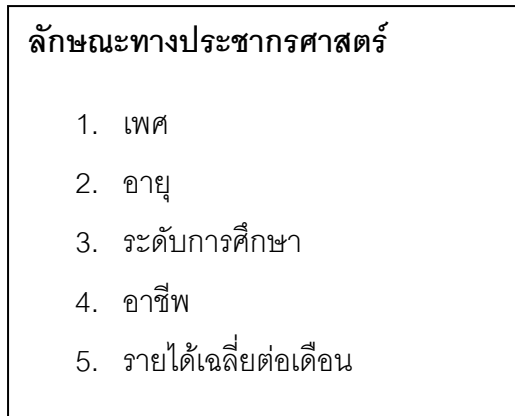 ลักษณะทางประชากรศาสตร์
1. เพศ
2. อายุ
3. ระดับการศึกษา
4. อาชีพ
5. รายได้เฉลี่ยต่อเดือน